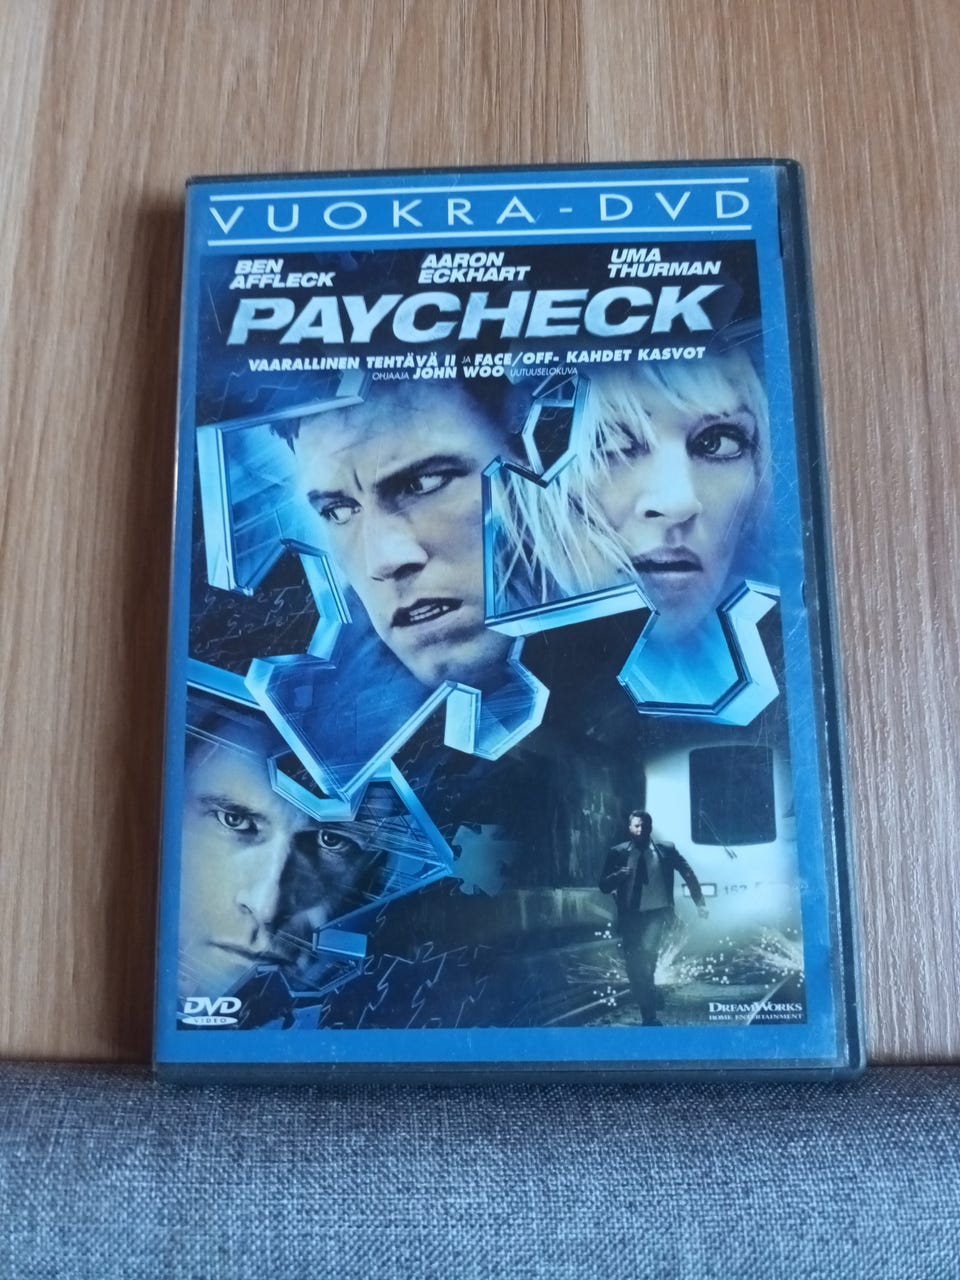 VUOKRA-DVD
BEN AFFLECK
AARON ECKHART
UMA THURMAN
PAYCHECK
VAARALLINEN TEHTÄVÄ II JA FACE/OFF- KAHDET KASVOT
OHJAAJA JOHN WOO UUTUUSELOKUVA
162
DVD
VIDEO
DREAMWORKS
HOME ENTERTAINMENT